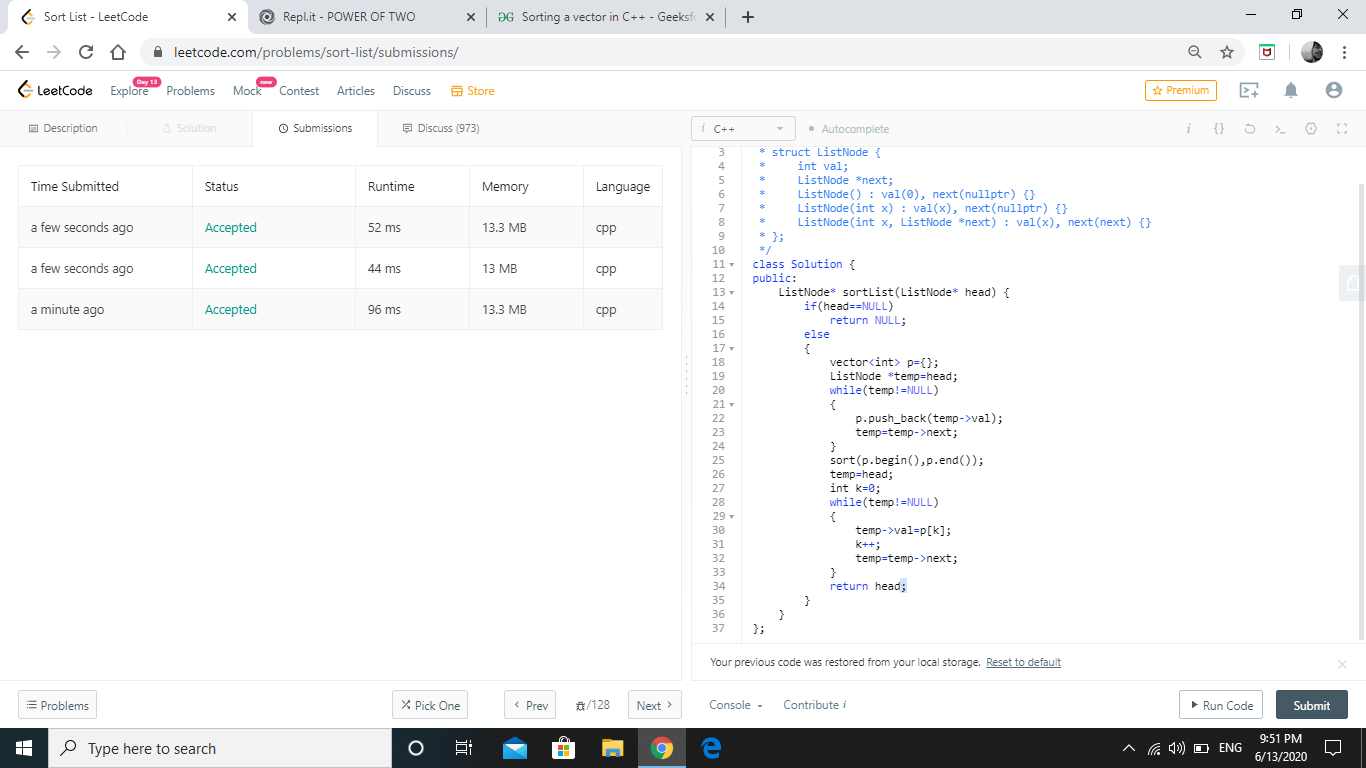 Sort List - LeetCode
Repl.it - POWER OF TWO
Sorting a vector in C++ - Geeksf
leetcode.com/problems/sort-list/submissions/
LeetCode
Explore
Day 13
Problems
Mock
new
Contest
Articles
Discuss
Store
Premium
Description
Solution
Submissions
Discuss (973)
i C++
Autocomplete
Time Submitted Status Runtime Memory Language
a few seconds ago Accepted 52 ms 13.3 MB cpp
a few seconds ago Accepted 44 ms 13 MB cpp
a minute ago Accepted 96 ms 13.3 MB cpp
3 * struct ListNode {
4 *     int val;
5 *     ListNode *next;
6 *     ListNode() : val(0), next(nullptr) {}
7 *     ListNode(int x) : val(x), next(nullptr) {}
8 *     ListNode(int x, ListNode *next) : val(x), next(next) {}
9 * };
10 */
11 class Solution {
12 public:
13     ListNode* sortList(ListNode* head) {
14         if(head==NULL)
15             return NULL;
16         else
17         {
18             vector<int> p={};
19             ListNode *temp=head;
20             while(temp!=NULL)
21             {
22                 p.push_back(temp->val);
23                 temp=temp->next;
24             }
25             sort(p.begin(),p.end());
26             temp=head;
27             int k=0;
28             while(temp!=NULL)
29             {
30                 temp->val=p[k];
31                 k++;
32                 temp=temp->next;
33             }
34             return head;
35         }
36     }
37 };
Your previous code was restored from your local storage. Reset to default
Problems
Pick One
Prev
/128
Next
Console
Contribute i
Run Code
Submit
Type here to search
ENG
9:51 PM
6/13/2020